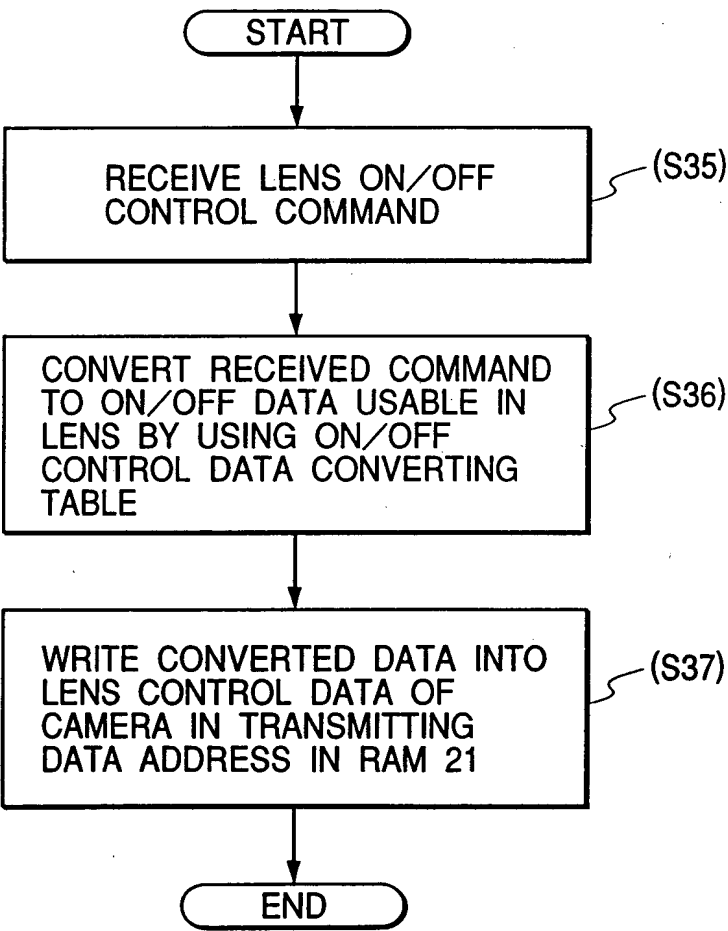 START
RECEIVE LENS ON/OFF
CONTROL COMMAND
(S35)
CONVERT RECEIVED COMMAND
TO ON/OFF DATA USABLE IN
LENS BY USING ON/OFF
CONTROL DATA CONVERTING
TABLE
(S36)
WRITE CONVERTED DATA INTO
LENS CONTROL DATA OF
CAMERA IN TRANSMITTING
DATA ADDRESS IN RAM 21
(S37)
END